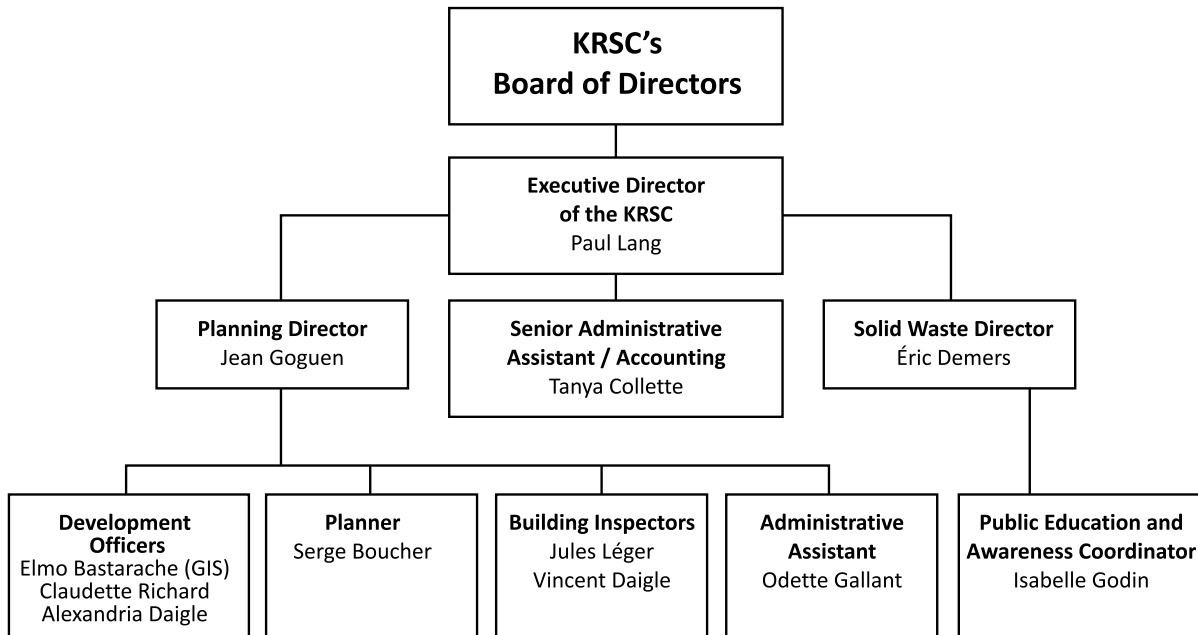 KRSC’s
Board of Directors
Executive Director
of the KRSC
Paul Lang
Planning Director
Jean Goguen
Senior Administrative
Assistant / Accounting
Tanya Collette
Solid Waste Director
Éric Demers
Development
Officers
Elmo Bastarache (GIS)
Claudette Richard
Alexandria Daigle
Planner
Serge Boucher
Building Inspectors
Jules Léger
Vincent Daigle
Administrative
Assistant
Odette Gallant
Public Education and
Awareness Coordinator
Isabelle Godin